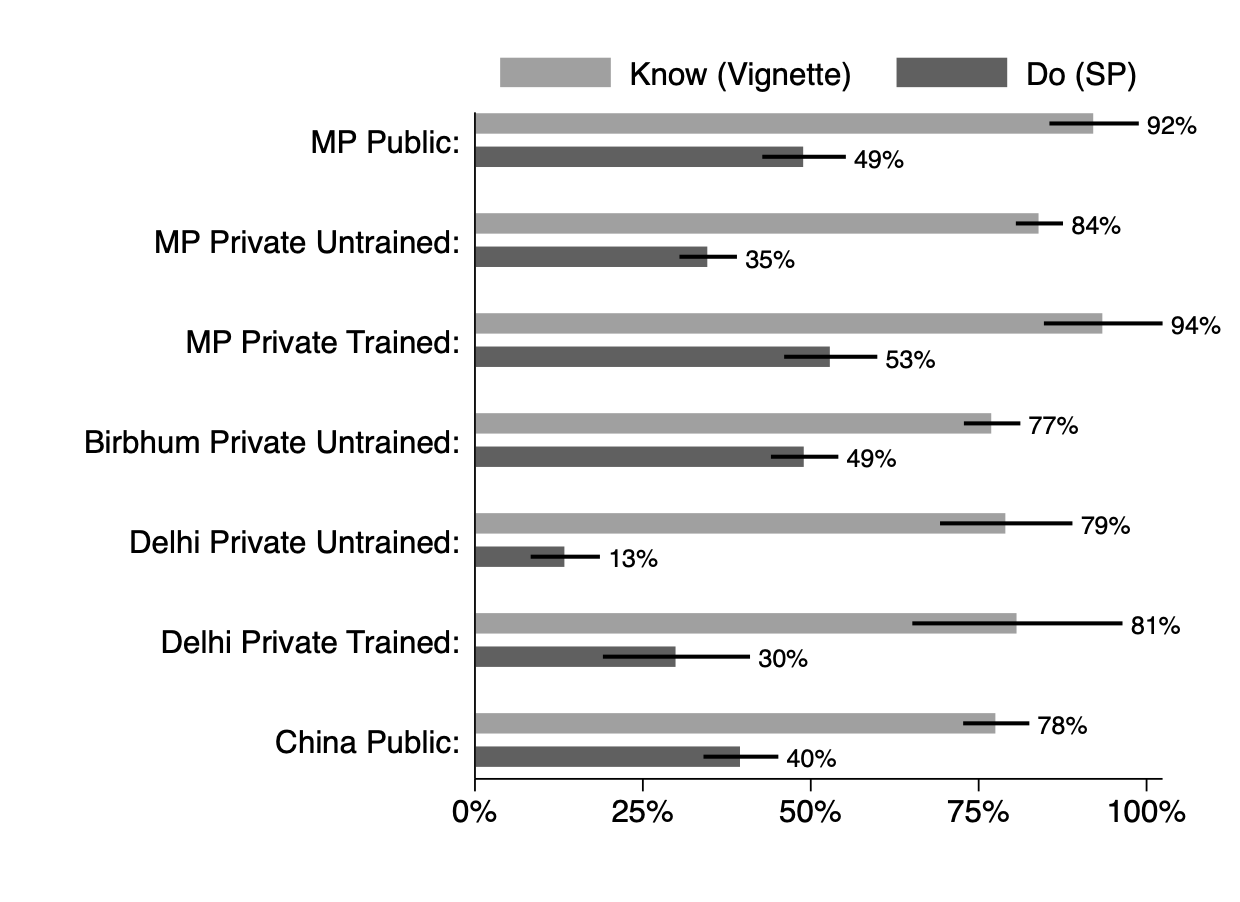 Know (Vignette) Do (SP)
MP Public: 92%
49%
MP Private Untrained: 84%
35%
MP Private Trained: 94%
53%
Birbhum Private Untrained: 77%
49%
Delhi Private Untrained: 79%
13%
Delhi Private Trained: 81%
30%
China Public: 78%
40%
0% 25% 50% 75% 100%